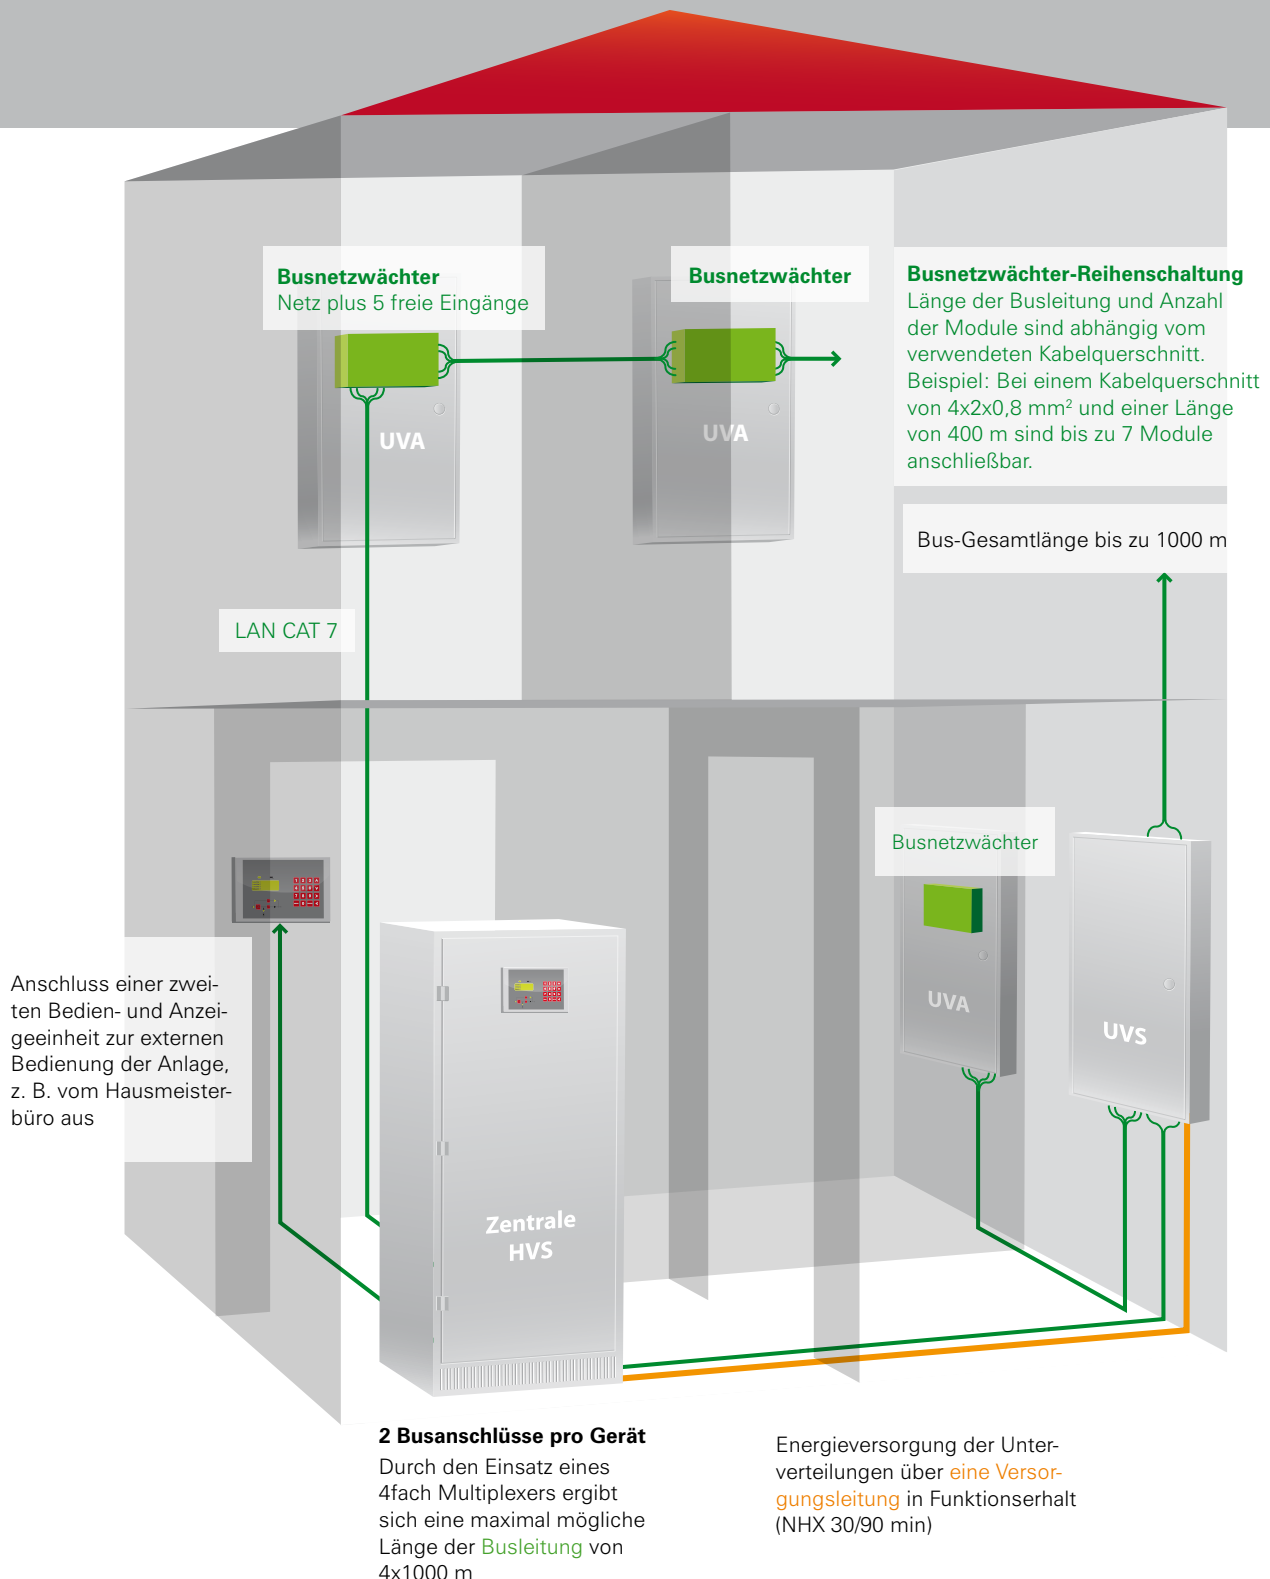 Busnetzwächter
Netz plus 5 freie Eingänge
Busnetzwächter
Busnetzwächter-Reihenschaltung
Länge der Busleitung und Anzahl
der Module sind abhängig vom
verwendeten Kabelquerschnitt.
Beispiel: Bei einem Kabelquerschnitt
von 4x2x0,8 mm² und einer Länge
von 400 m sind bis zu 7 Module
anschließbar.
UVA
UVA
Bus-Gesamtlänge bis zu 1000 m
LAN CAT 7
Busnetzwächter
UVA
UVS
Anschluss einer zwei-
ten Bedien- und Anzei-
geeinheit zur externen
Bedienung der Anlage,
z. B. vom Hausmeister-
büro aus
Zentrale
HVS
2 Busanschlüsse pro Gerät
Durch den Einsatz eines
4fach Multiplexers ergibt
sich eine maximal mögliche
Länge der Busleitung von
4x1000 m
Energieversorgung der Unter-
verteilungen über eine Versor-
gungsleitung in Funktionserhalt
(NHX 30/90 min)